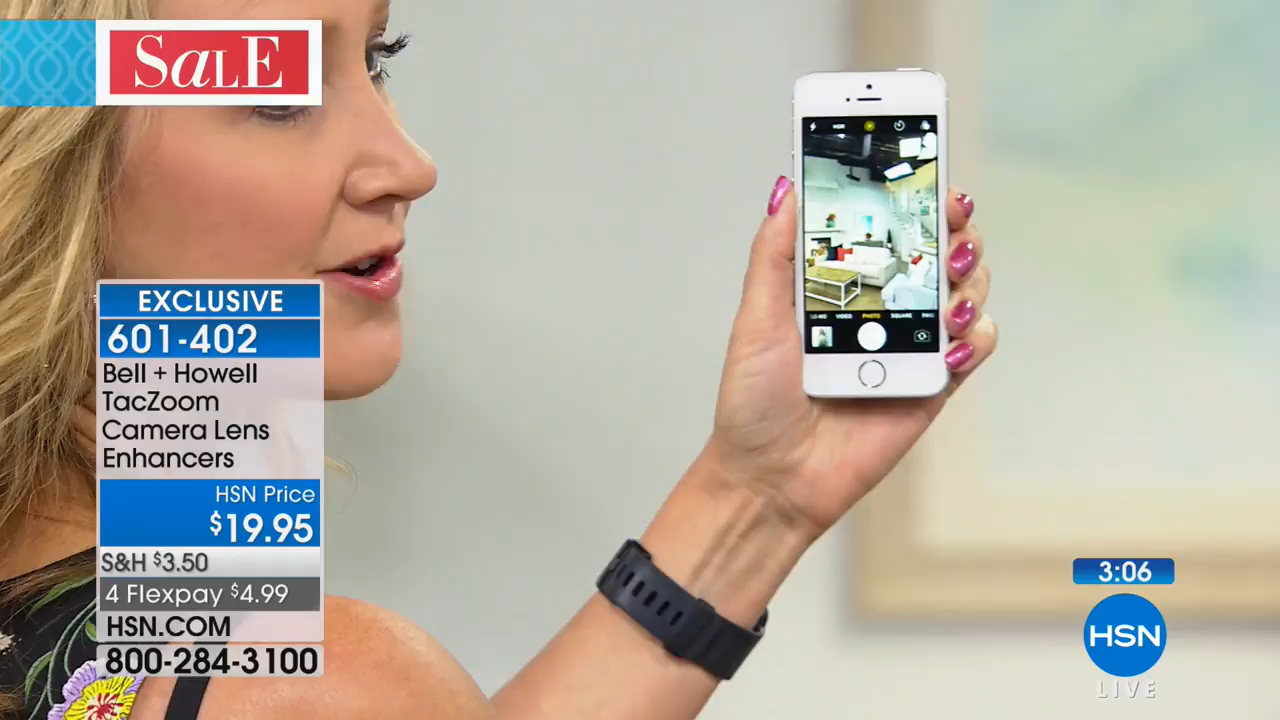 SaLE
EXCLUSIVE
601-402
Bell + Howell
TacZoom
Camera Lens
Enhancers
HSN Price
$19.95
S&H $3.50
4 Flexpay $4.99
HSN.COM
800-284-3100
HDR
VIDEO PHOTO SQUARE
3:06
HSN
LIVE